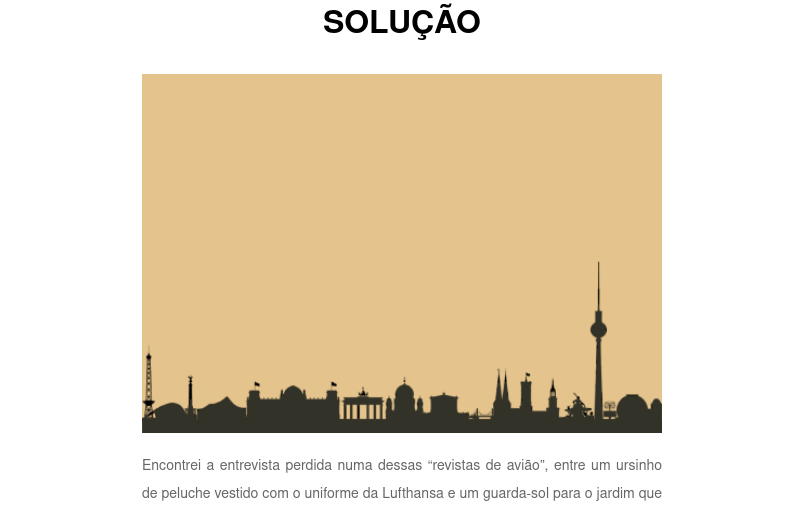 SOLUÇÃO
Encontrei a entrevista perdida numa dessas “revistas de avião”, entre um ursinho
de peluche vestido com o uniforme da Lufthansa e um guarda-sol para o jardim que